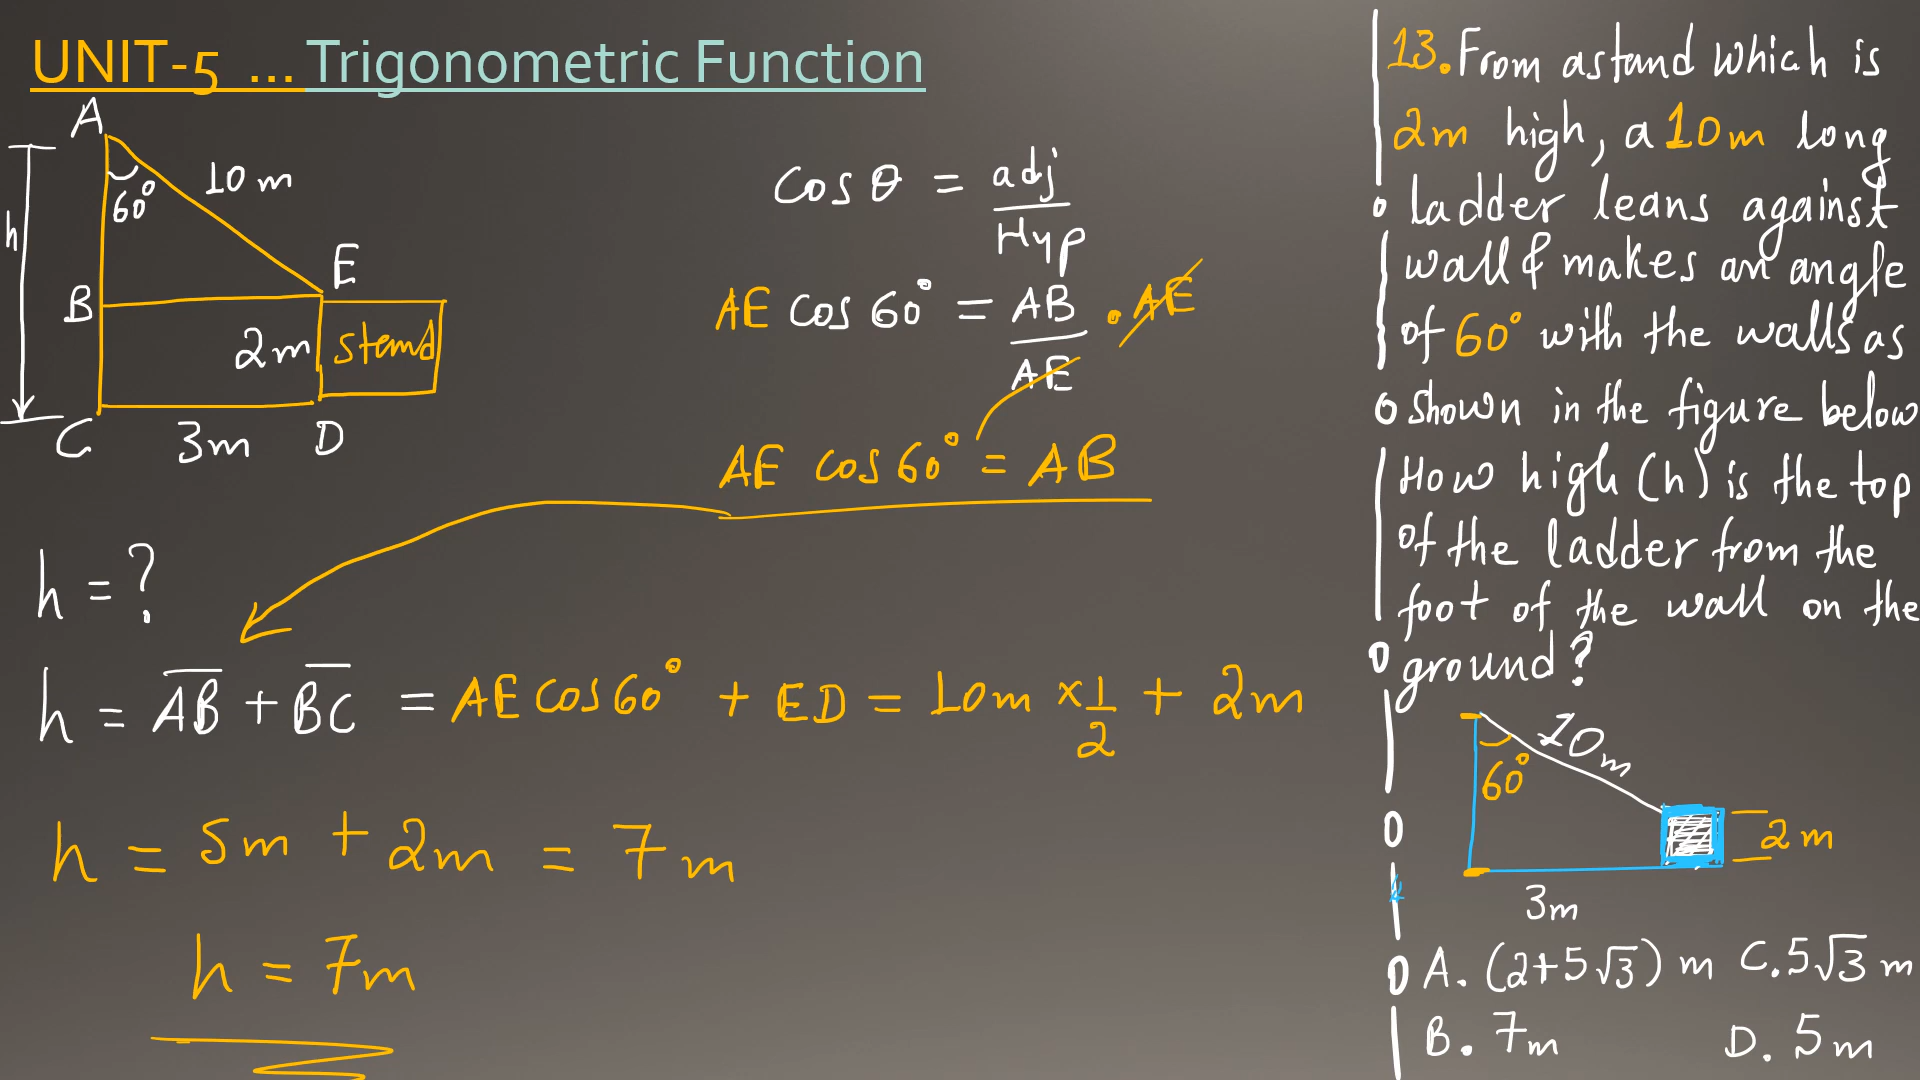 UNIT-5 ... Trigonometric Function
A
60°
10 m
h
E
B
2m
stand
C
3m
D
cos θ = adj
Hyp
AE cos 60° = AB . AE
AE
AE cos 60° = AB
h = ?
h = AB + BC = AE cos 60° + ED = 10m × 1/2 + 2m
h = 5m + 2m = 7m
h = 7m
13. From a stand which is
2m high, a 10m long
ladder leans against
wall & makes an angle
of 60° with the walls as
shown in the figure below
How high (h) is the top
of the ladder from the
foot of the wall on the
ground?
10m
60°
2m
3m
A. (2+5√3) m C. 5√3 m
B. 7m D. 5m